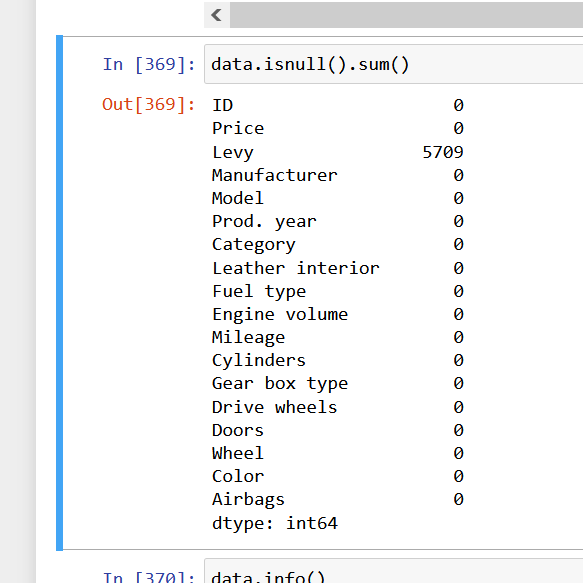 In [369]: data.isnull().sum()
Out[369]: ID 0
Price 0
Levy 5709
Manufacturer 0
Model 0
Prod. year 0
Category 0
Leather interior 0
Fuel type 0
Engine volume 0
Mileage 0
Cylinders 0
Gear box type 0
Drive wheels 0
Doors 0
Wheel 0
Color 0
Airbags 0
dtype: int64
In [370]: data.info()